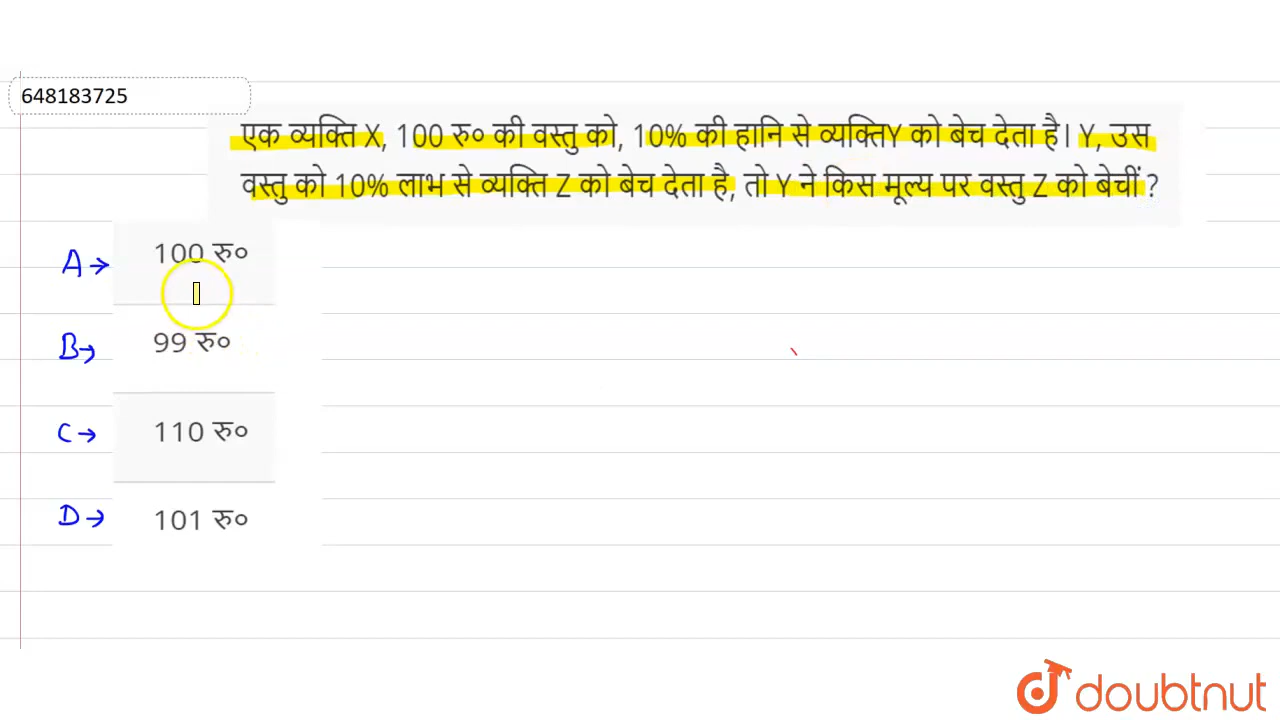 648183725
एक व्यक्ति X, 100 रु० की वस्तु को, 10% की हानि से व्यक्तिY को बेच देता है। Y, उस
वस्तु को 10% लाभ से व्यक्ति Z को बेच देता है, तो Y ने किस मूल्य पर वस्तु Z को बेचीं ?
A→ 100 रु०
B→ 99 रु०
C→ 110 रु०
D→ 101 रु०
doubtnut